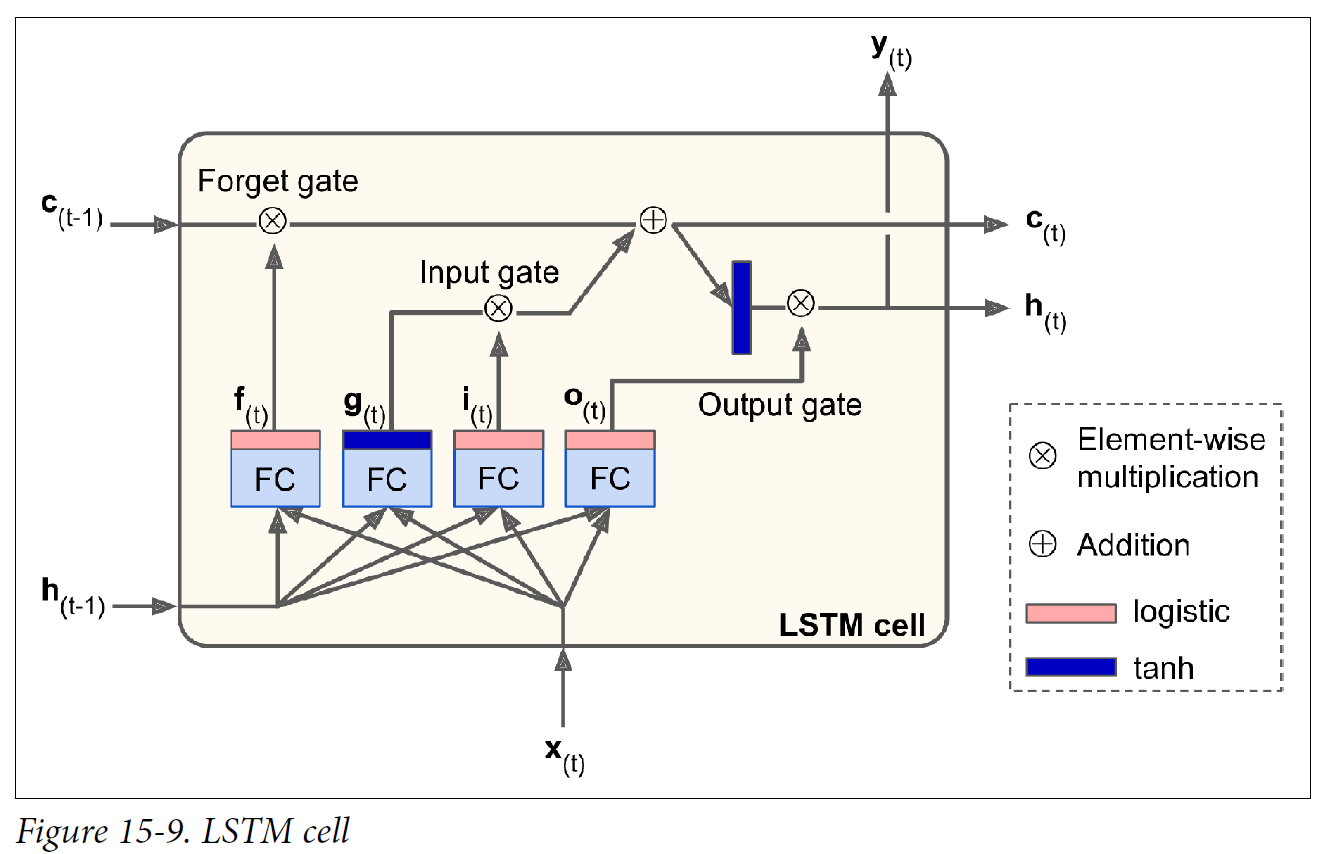 y(t)
Forget gate
c(t-1)
c(t)
Input gate
h(t)
f(t) g(t) i(t) o(t)
Output gate
FC FC FC FC
Element-wise
multiplication
Addition
h(t-1)
logistic
LSTM cell
tanh
x(t)
Figure 15-9. LSTM cell